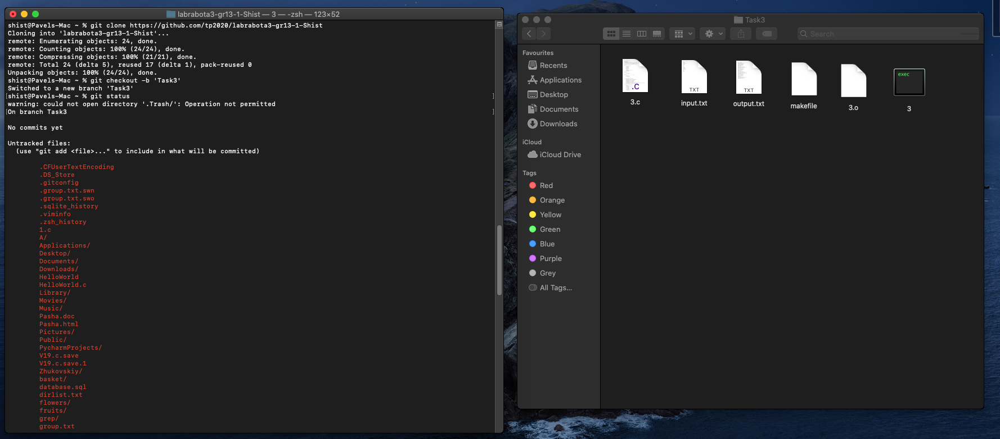 labrabota3-gr13-1-Shist — 3 — -zsh — 123×52
shist@Pavels-Mac ~ % git clone https://github.com/tp2020/labrabota3-gr13-1-Shist
Cloning into 'labrabota3-gr13-1-Shist'...
remote: Enumerating objects: 24, done.
remote: Counting objects: 100% (24/24), done.
remote: Compressing objects: 100% (21/21), done.
remote: Total 24 (delta 5), reused 17 (delta 1), pack-reused 0
Unpacking objects: 100% (24/24), done.
shist@Pavels-Mac ~ % git checkout -b 'Task3'
Switched to a new branch 'Task3'
[shist@Pavels-Mac ~ % git status ]
warning: could not open directory '.Trash/': Operation not permitted
[On branch Task3 ]
No commits yet
Untracked files:
(use "git add <file>..." to include in what will be committed)
.CFUserTextEncoding
.DS_Store
.gitconfig
.group.txt.swn
.group.txt.swo
.sqlite_history
.viminfo
.zsh_history
1.c
A/
Applications/
Desktop/
Documents/
Downloads/
HelloWorld
HelloWorld.c
Library/
Movies/
Music/
Pasha.doc
Pasha.html
Pictures/
Public/
PycharmProjects/
V19.c.save
V19.c.save.1
Zhukovskiy/
basket/
database.sql
dirlist.txt
flowers/
fruits/
grep/
group.txt
Task3
Search
Favourites
Recents
Applications
Desktop
Documents
Downloads
iCloud
iCloud Drive
Tags
Red
Orange
Yellow
Green
Blue
Purple
Grey
All Tags...
.C
TXT
TXT
exec
3.c
input.txt
output.txt
makefile
3.o
3